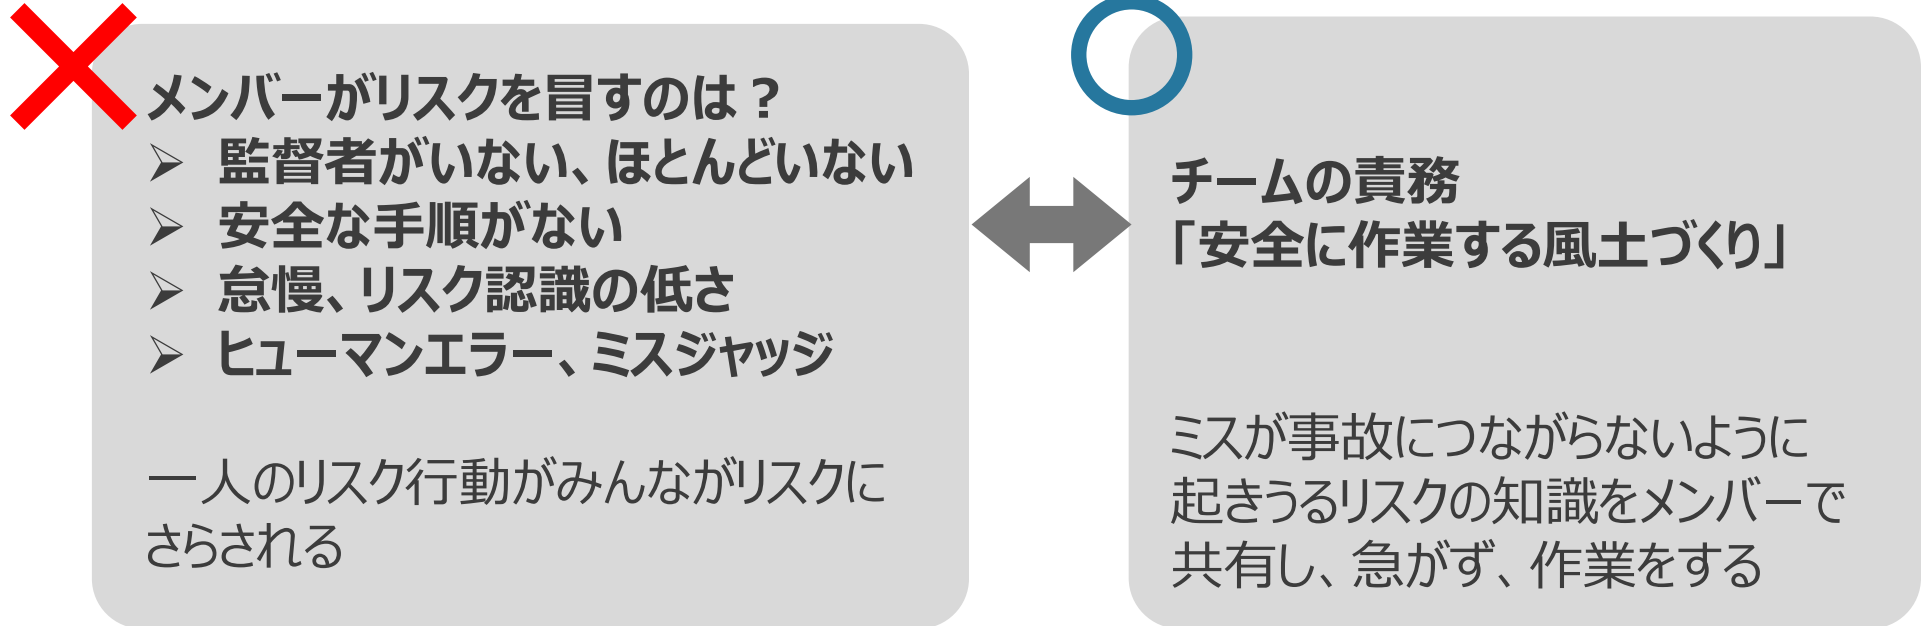 メンバーがリスクを冒すのは？
➢ 監督者がいない、ほとんどいない
➢ 安全な手順がない
➢ 怠慢、リスク認識の低さ
➢ ヒューマンエラー、ミスジャッジ
一人のリスク行動がみんながリスクに
さらされる
チームの責務
「安全に作業する風土づくり」
ミスが事故につながらないように
起きうるリスクの知識をメンバーで
共有し、急がず、作業をする